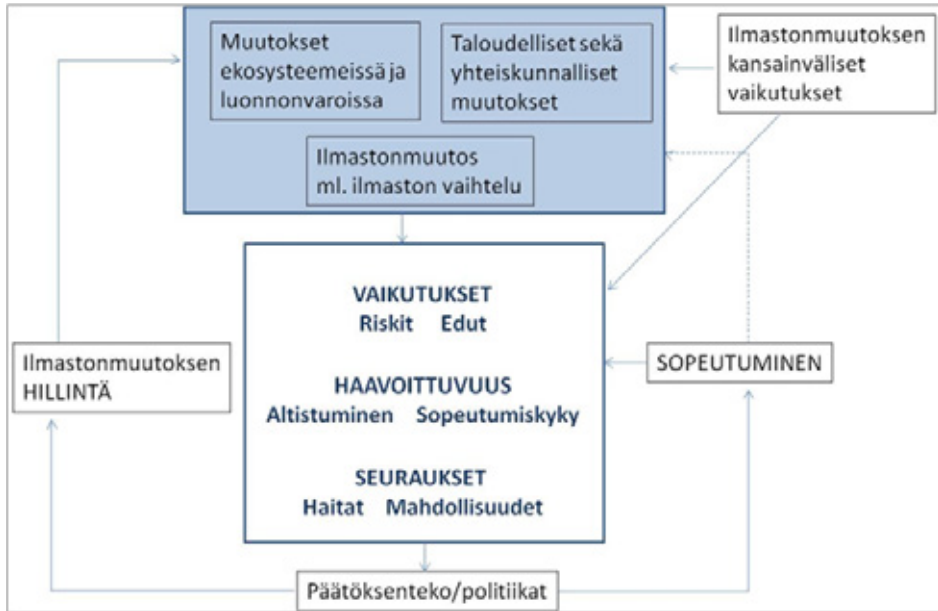 Muutokset
ekosysteemeissä ja
luonnonvaroissa
Taloudelliset sekä
yhteiskunnalliset
muutokset
Ilmastonmuutoksen
kansainväliset
vaikutukset
Ilmastonmuutos
ml. ilmaston vaihtelu
VAIKUTUKSET
Riskit Edut
Ilmastonmuutoksen
HILLINTÄ
HAAVOITTUVUUS
Altistuminen Sopeutumiskyky
SOPEUTUMINEN
SEURAUKSET
Haitat Mahdollisuudet
Päätöksenteko/politiikat